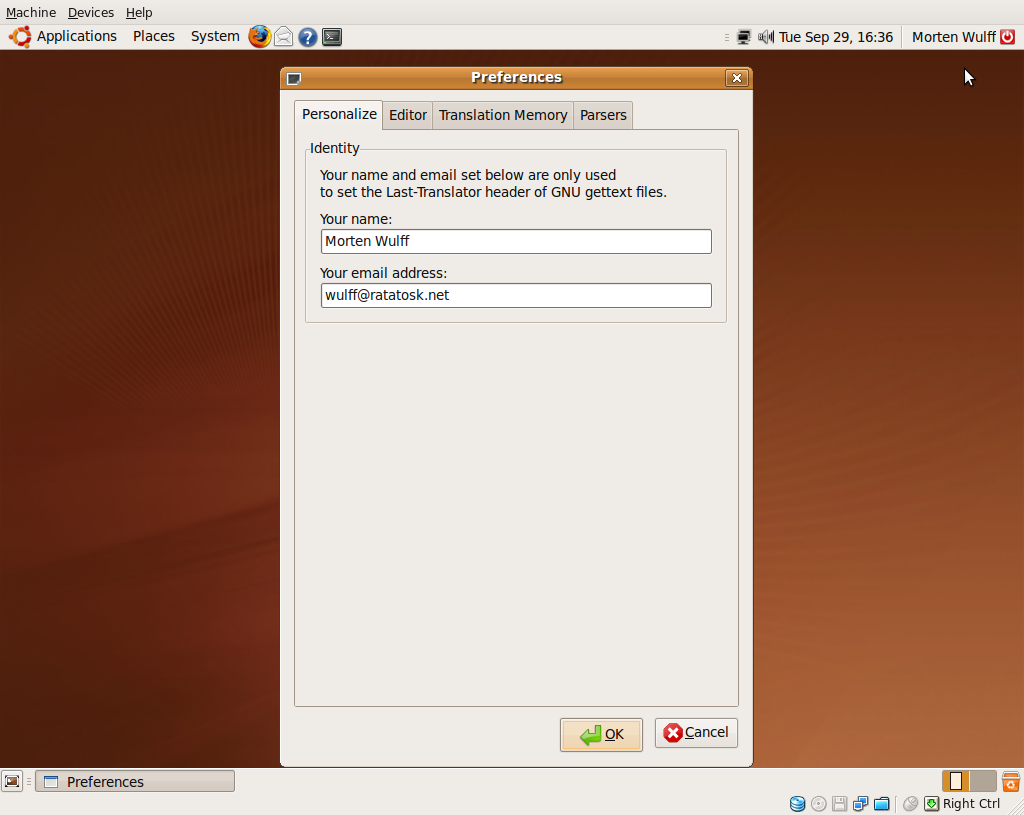 Machine Devices Help
Applications Places System Tue Sep 29, 16:36 Morten Wulff
Preferences
Personalize Editor Translation Memory Parsers
Identity
Your name and email set below are only used
to set the Last-Translator header of GNU gettext files.
Your name:
Morten Wulff
Your email address:
wulff@ratatosk.net
OK Cancel
Preferences
Right Ctrl